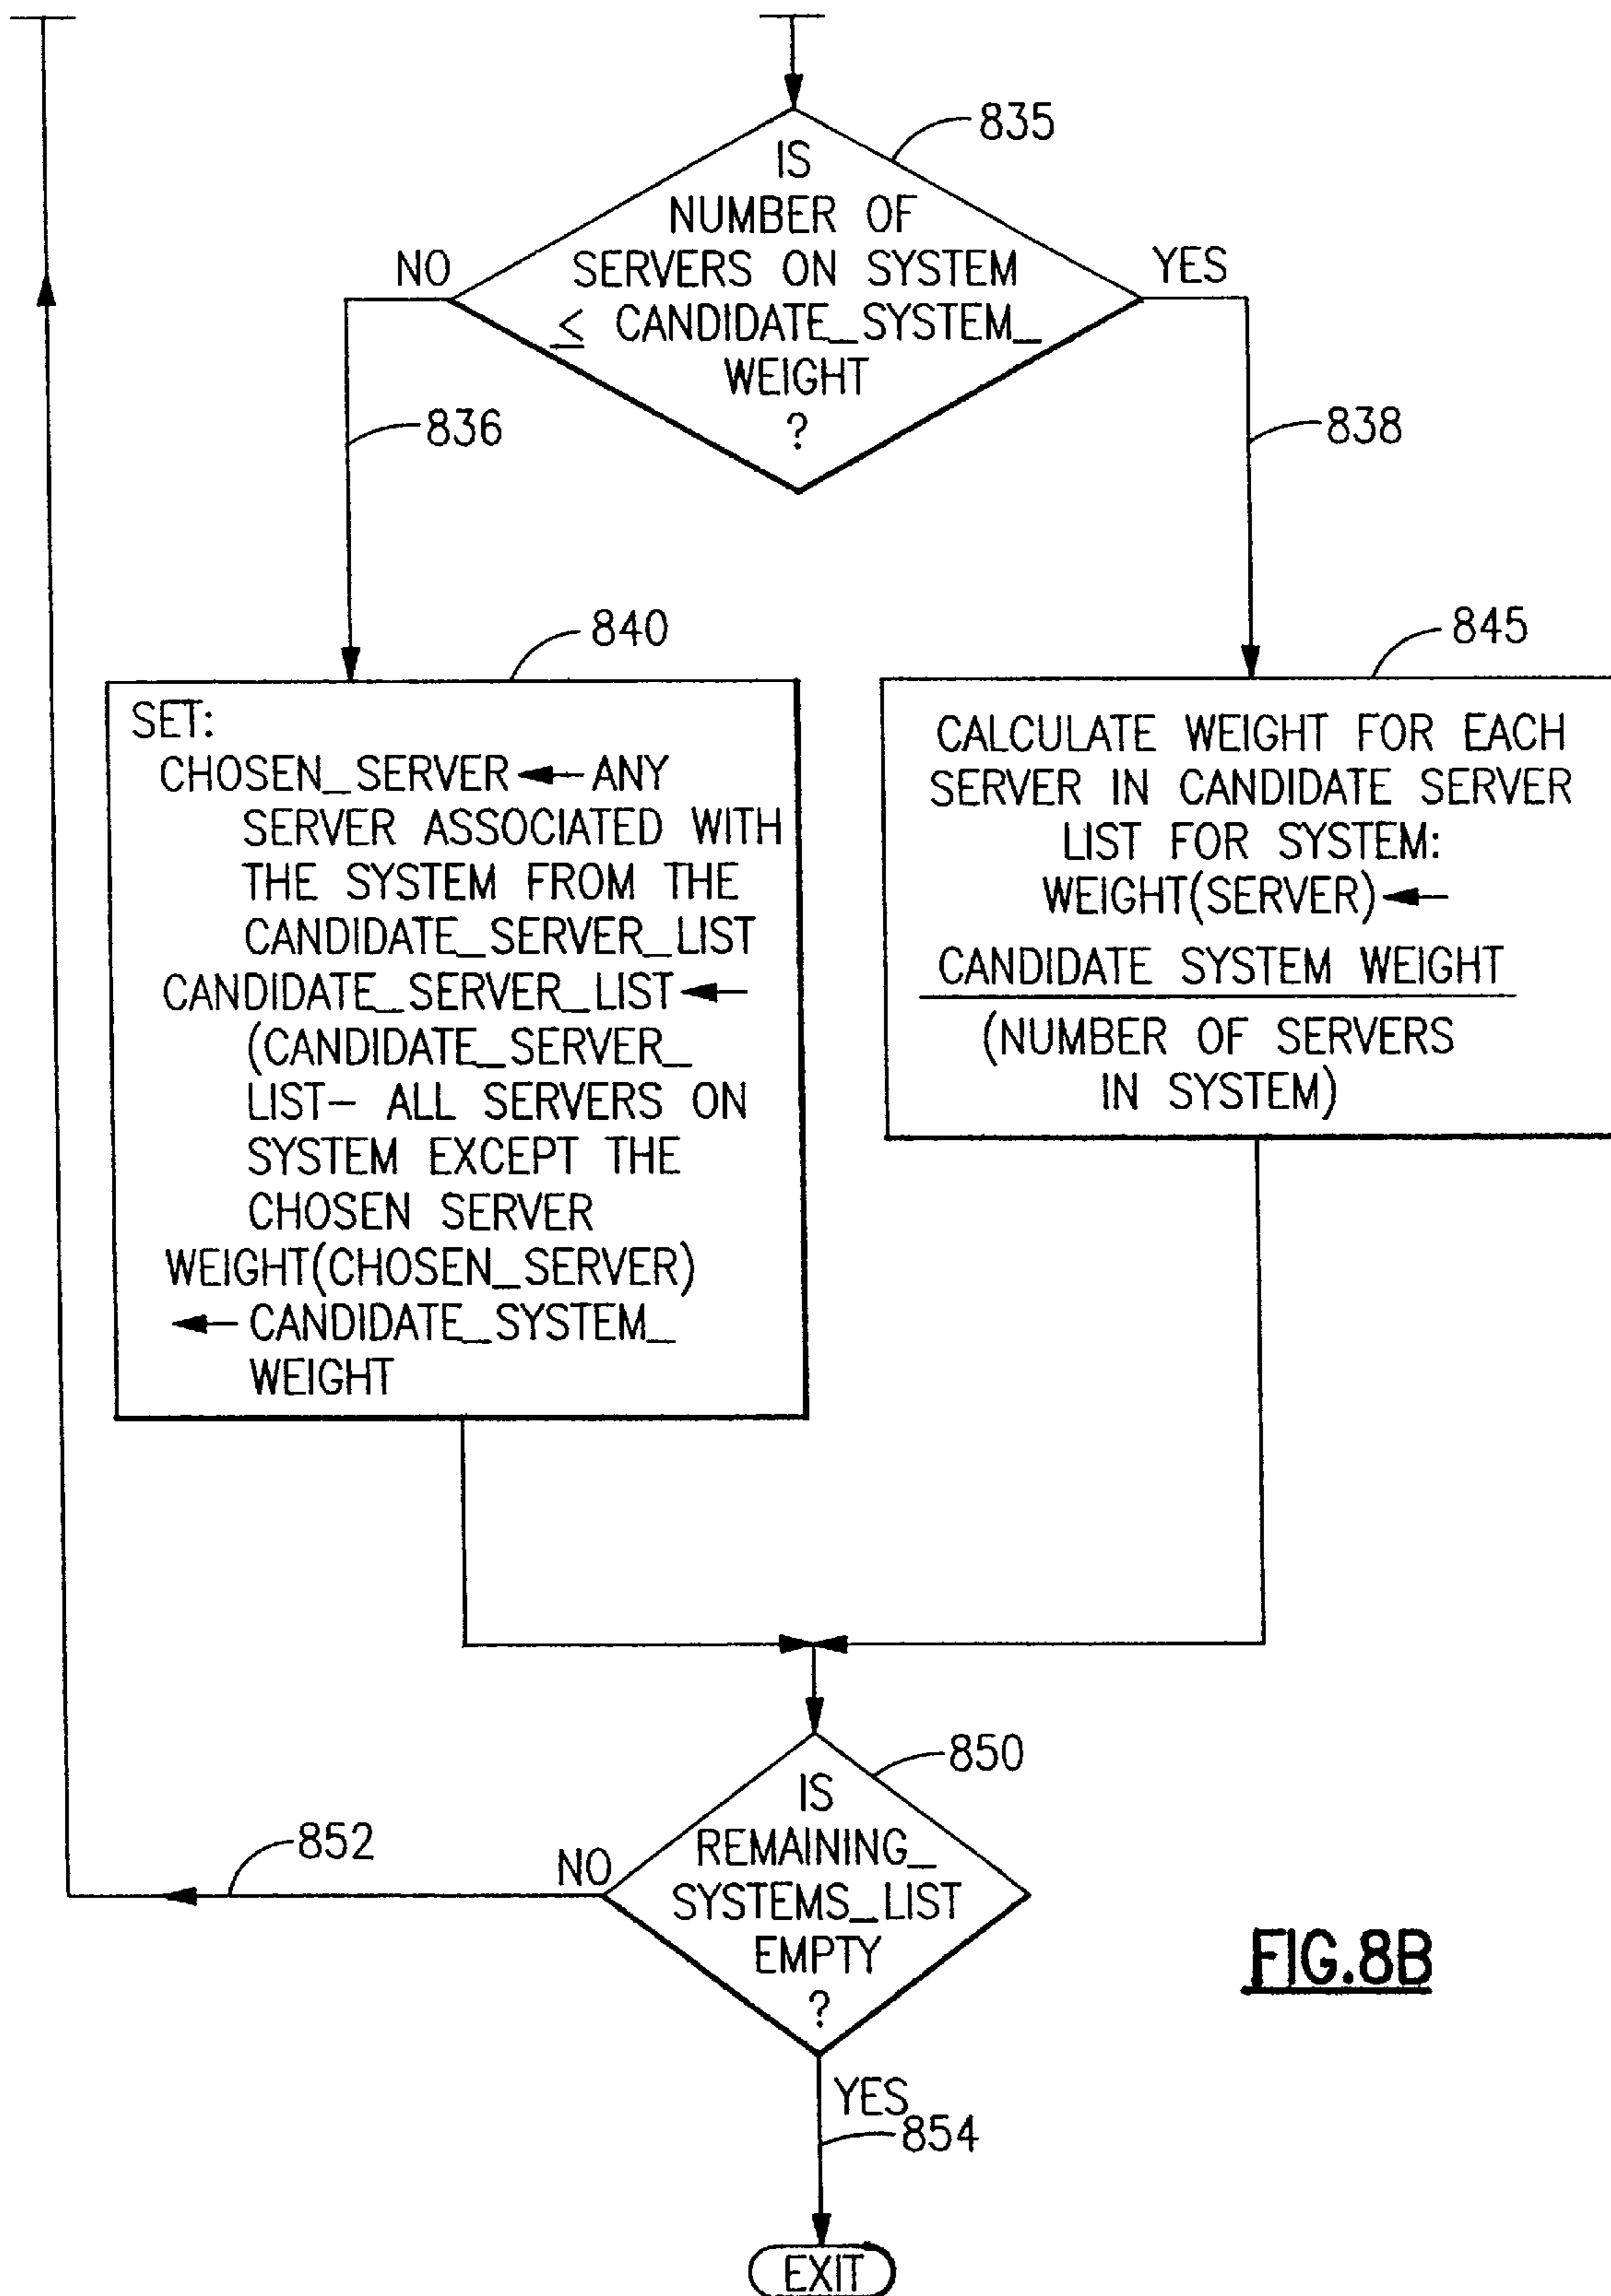 835
IS
NUMBER OF
SERVERS ON SYSTEM
≤ CANDIDATE_SYSTEM_
WEIGHT
?
NO
YES
836
838
840
SET:
CHOSEN_SERVER ← ANY
SERVER ASSOCIATED WITH
THE SYSTEM FROM THE
CANDIDATE_SERVER_LIST
CANDIDATE_SERVER_LIST ←
(CANDIDATE_SERVER_
LIST- ALL SERVERS ON
SYSTEM EXCEPT THE
CHOSEN SERVER
WEIGHT(CHOSEN_SERVER)
← CANDIDATE_SYSTEM_
WEIGHT
845
CALCULATE WEIGHT FOR EACH
SERVER IN CANDIDATE SERVER
LIST FOR SYSTEM:
WEIGHT(SERVER) ←
CANDIDATE SYSTEM WEIGHT
(NUMBER OF SERVERS
IN SYSTEM)
850
IS
REMAINING_
SYSTEMS_LIST
EMPTY
?
NO
852
YES
854
EXIT
FIG.8B